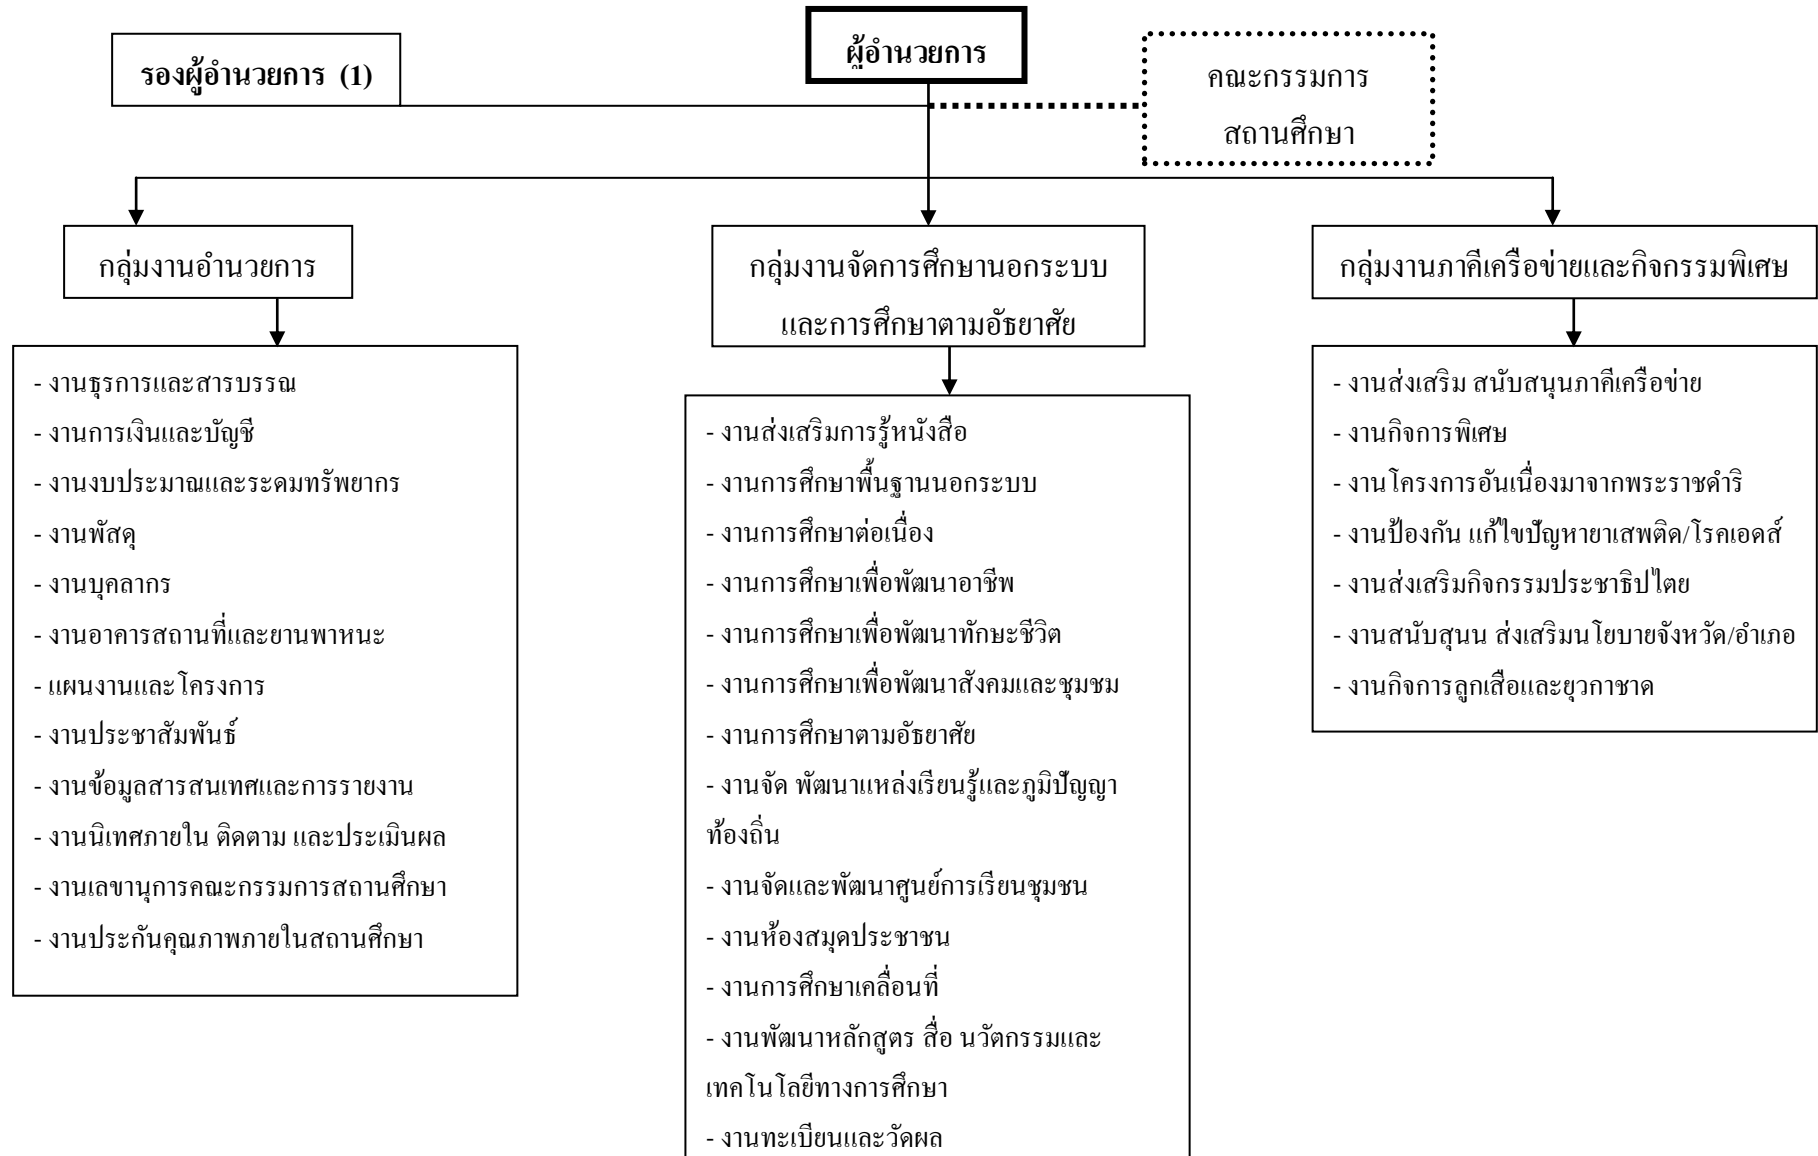 ผู้อำนวยการ
รองผู้อำนวยการ (1)
คณะกรรมการ
สถานศึกษา
กลุ่มงานอำนวยการ
- งานธุรการและสารบรรณ
- งานการเงินและบัญชี
- งานงบประมาณและระดมทรัพยากร
- งานพัสดุ
- งานบุคลากร
- งานอาคารสถานที่และยานพาหนะ
- แผนงานและโครงการ
- งานประชาสัมพันธ์
- งานข้อมูลสารสนเทศและการรายงาน
- งานนิเทศภายใน ติดตาม และประเมินผล
- งานเลขานุการคณะกรรมการสถานศึกษา
- งานประกันคุณภาพภายในสถานศึกษา
กลุ่มงานจัดการศึกษานอกระบบ
และการศึกษาตามอัธยาศัย
- งานส่งเสริมการรู้หนังสือ
- งานการศึกษาพื้นฐานนอกระบบ
- งานการศึกษาต่อเนื่อง
- งานการศึกษาเพื่อพัฒนาอาชีพ
- งานการศึกษาเพื่อพัฒนาทักษะชีวิต
- งานการศึกษาเพื่อพัฒนาสังคมและชุมชม
- งานการศึกษาตามอัธยาศัย
- งานจัด พัฒนาแหล่งเรียนรู้และภูมิปัญญา
ท้องถิ่น
- งานจัดและพัฒนาศูนย์การเรียนชุมชน
- งานห้องสมุดประชาชน
- งานการศึกษาเคลื่อนที่
- งานพัฒนาหลักสูตร สื่อ นวัตกรรมและ
เทคโนโลยีทางการศึกษา
- งานทะเบียนและวัดผล
กลุ่มงานภาคีเครือข่ายและกิจกรรมพิเศษ
- งานส่งเสริม สนับสนุนภาคีเครือข่าย
- งานกิจการพิเศษ
- งานโครงการอันเนื่องมาจากพระราชดำริ
- งานป้องกัน แก้ไขปัญหายาเสพติด/โรคเอดส์
- งานส่งเสริมกิจกรรมประชาธิปไตย
- งานสนับสุนน ส่งเสริมนโยบายจังหวัด/อำเภอ
- งานกิจการลูกเสือและยุวกาชาด